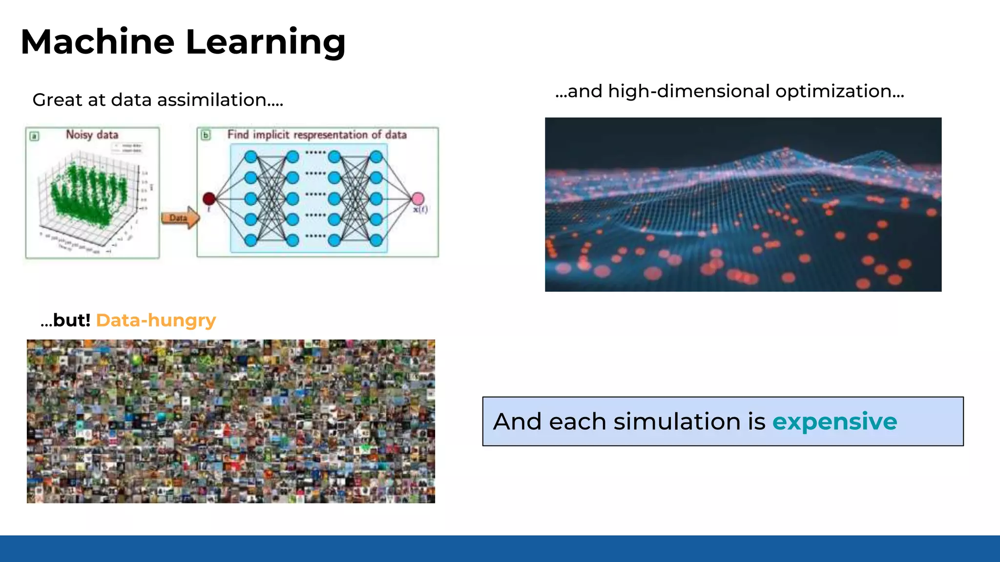 Machine Learning
Great at data assimilation....
...and high-dimensional optimization...
a
Noisy data
b
Find implicit respresentation of data
Data
t
x(t)
...but! Data-hungry
And each simulation is expensive